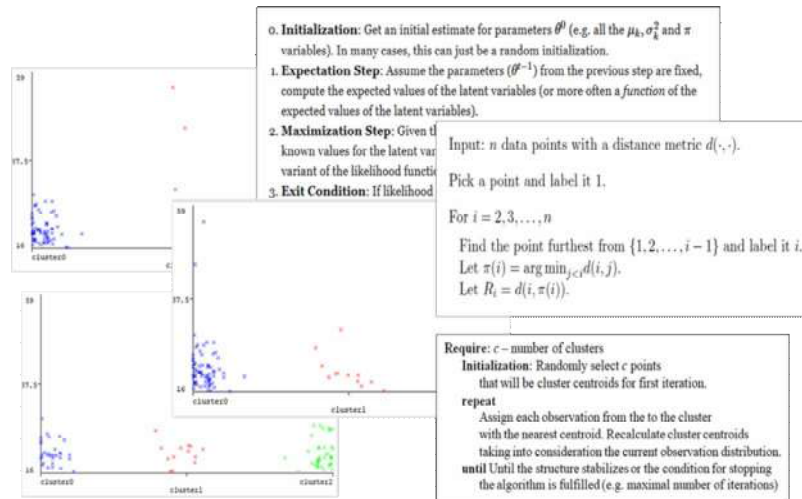 0. Initialization: Get an initial estimate for parameters θ⁰ (e.g. all the μₖ, σₖ² and π
variables). In many cases, this can just be a random initialization.
1. Expectation Step: Assume the parameters (θᵗ⁻¹) from the previous step are fixed,
compute the expected values of the latent variables (or more often a function of the
expected values of the latent variables).
2. Maximization Step: Given th
known values for the latent var
variant of the likelihood functio
3. Exit Condition: If likelihood
Input: n data points with a distance metric d(·,·).
Pick a point and label it 1.
For i = 2,3,...,n
Find the point furthest from {1,2,...,i − 1} and label it i.
Let π(i) = arg min j<i d(i,j).
Let Rᵢ = d(i,π(i)).
Require: c – number of clusters
Initialization: Randomly select c points
that will be cluster centroids for first iteration.
repeat
Assign each observation from the to the cluster
with the nearest centroid. Recalculate cluster centroids
taking into consideration the current observation distribution.
until Until the structure stabilizes or the condition for stopping
the algorithm is fulfilled (e.g. maximal number of iterations)
59
37.5
16
cluster0
59
37.5
16
cluster0
cluster1
59
37.5
16
cluster0
cluster1
cluster2